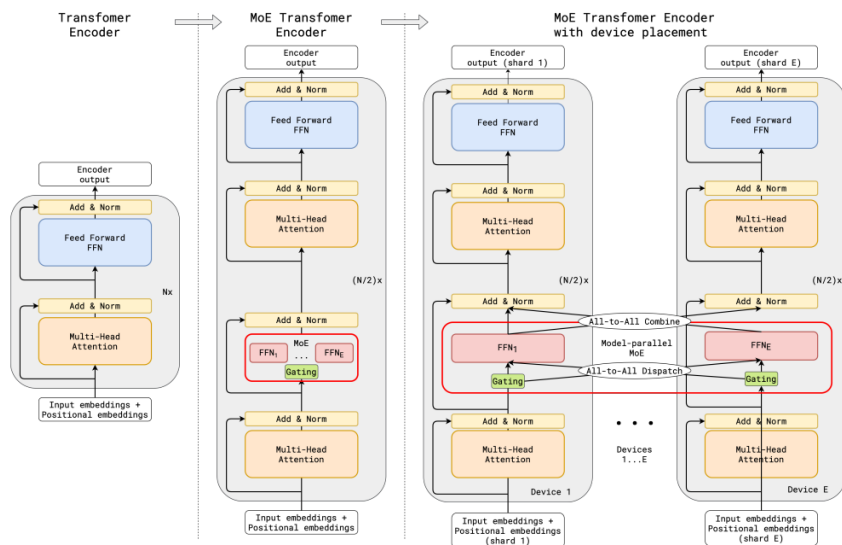 Transfomer
Encoder
MoE Transfomer
Encoder
MoE Transfomer Encoder
with device placement
Encoder
output
Add & Norm
Feed Forward
FFN
Add & Norm
Multi-Head
Attention
Nx
Input embeddings +
Positional embeddings
Encoder
output
Add & Norm
Feed Forward
FFN
Add & Norm
Multi-Head
Attention
(N/2)x
Add & Norm
MoE
FFN1 ... FFNE
Gating
Add & Norm
Multi-Head
Attention
Input embeddings +
Positional embeddings
Encoder
output (shard 1)
Add & Norm
Feed Forward
FFN
Add & Norm
Multi-Head
Attention
(N/2)x
Add & Norm
All-to-All Combine
FFN1
Model-parallel
MoE
All-to-All Dispatch
Gating
Add & Norm
Multi-Head
Attention
Device 1
Input embeddings +
Positional embeddings
(shard 1)
Devices
1...E
Encoder
output (shard E)
Add & Norm
Feed Forward
FFN
Add & Norm
Multi-Head
Attention
(N/2)x
Add & Norm
FFNE
Gating
Add & Norm
Multi-Head
Attention
Device E
Input embeddings +
Positional embeddings
(shard E)